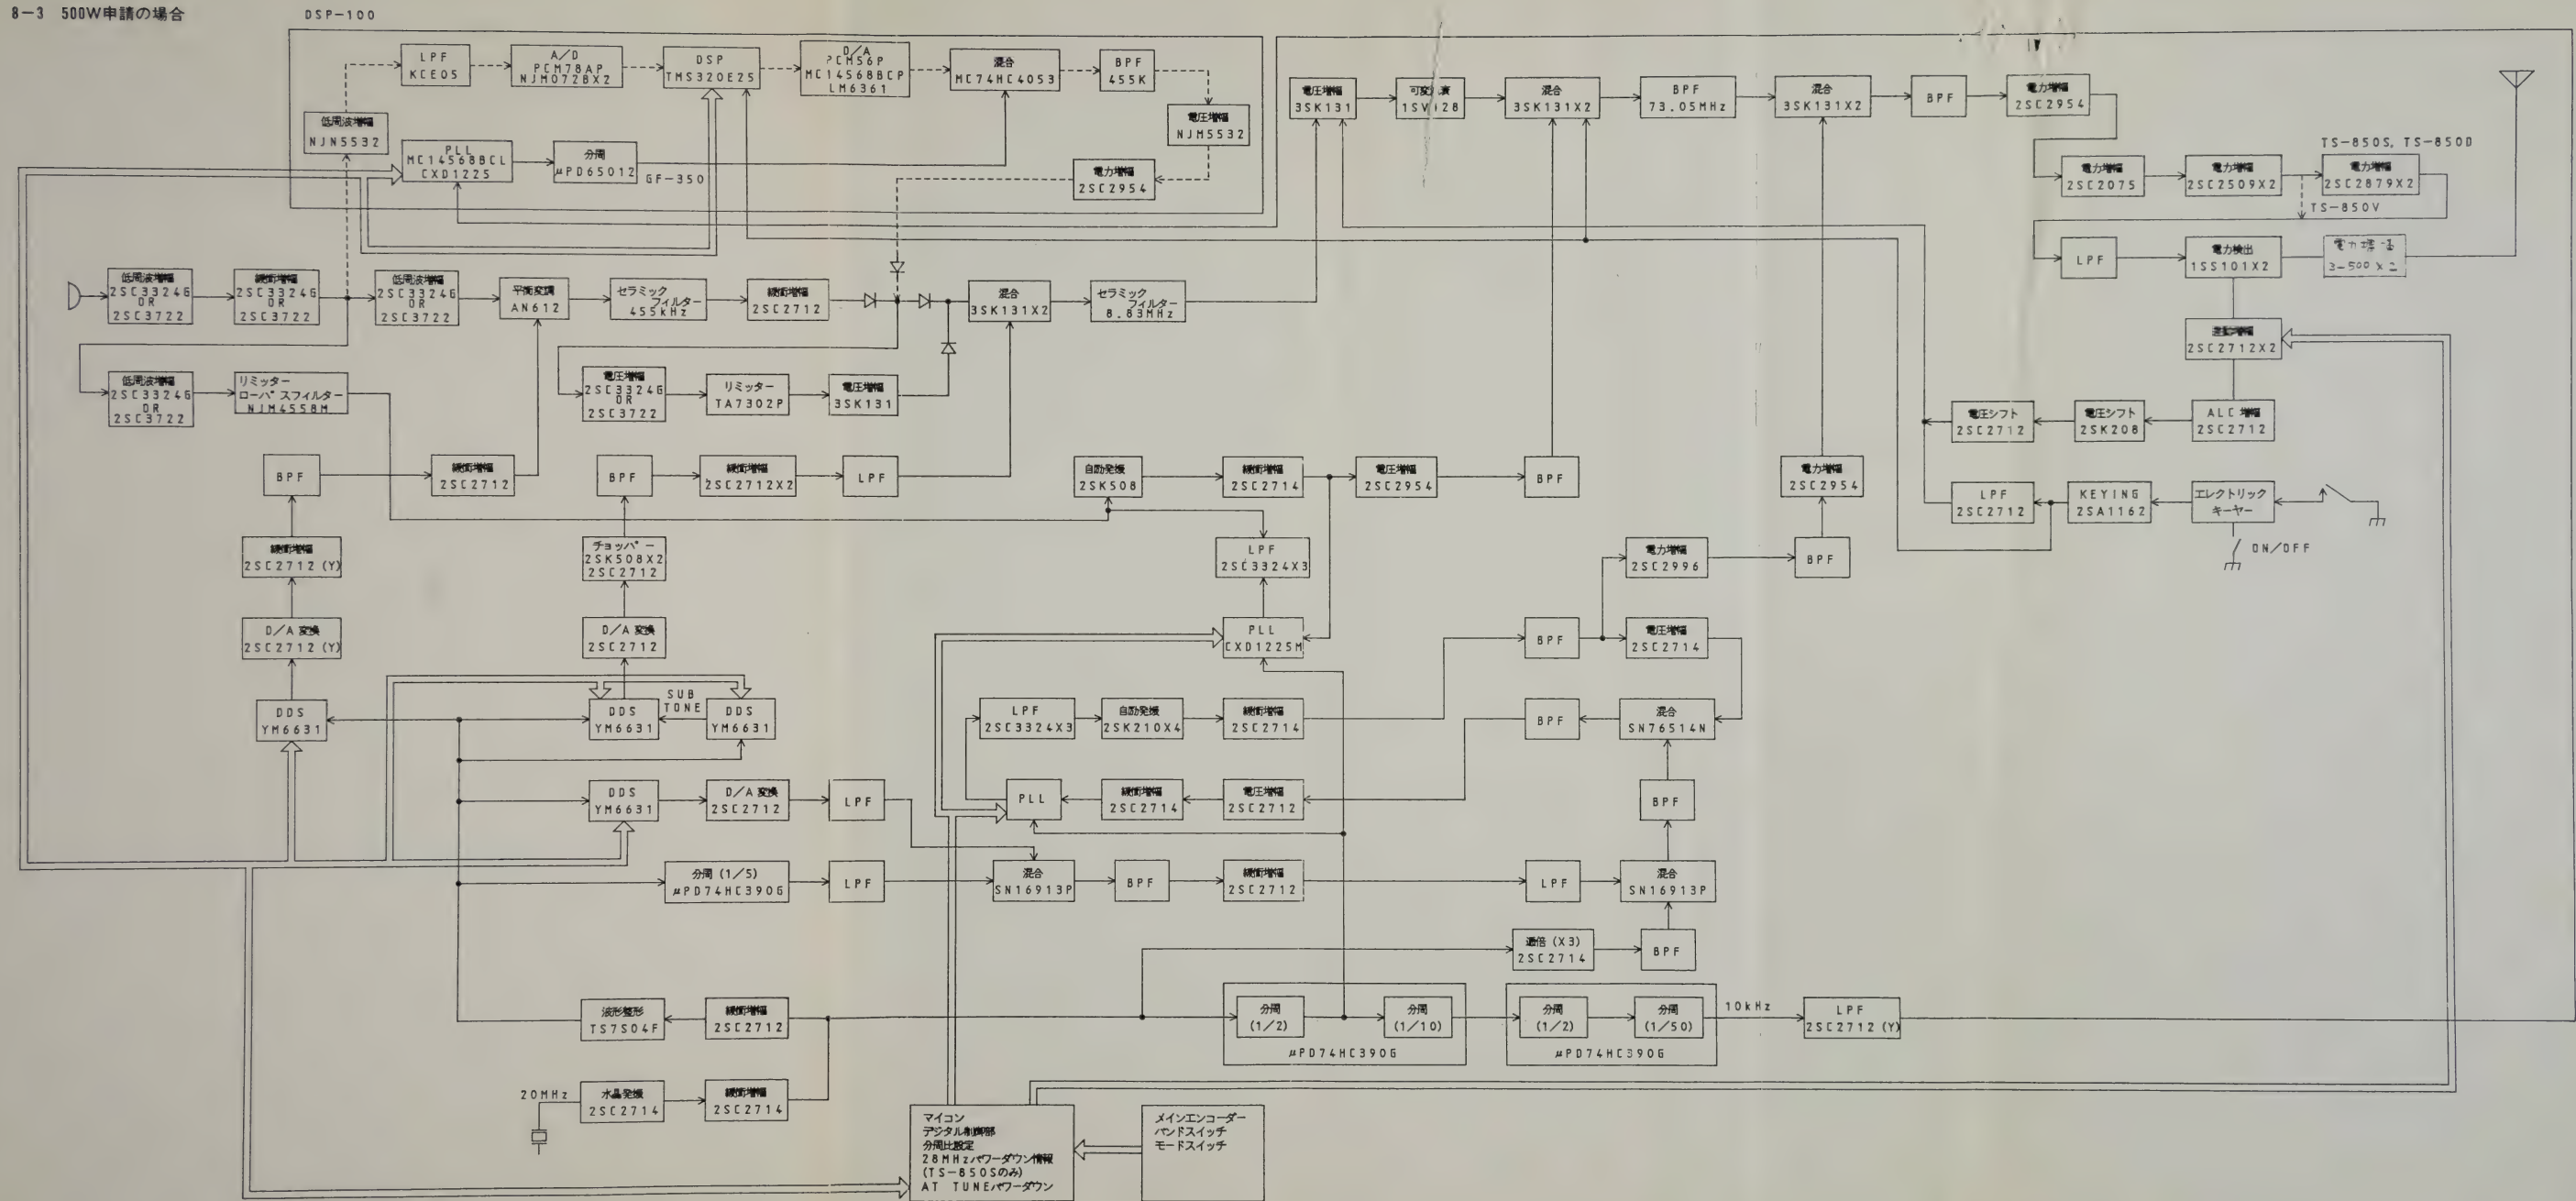 8-3 500W申請の場合
DSP-100
LPF
KCE05
A/D
PCM78AP
NJM072BX2
DSP
TMS320E25
D/A
PCM56P
MC14568BCP
LM6361
混合
MC74HC4053
BPF
455K
低周波増幅
NJN5532
電圧増幅
NJM5532
PLL
MC14568BCL
CXD1225
分周
μPD65012
GF-350
電力増幅
2SC2954
電圧増幅
3SK131
混合
3SK131X2
BPF
73.05MHz
混合
3SK131X2
BPF
電力増幅
2SC2954
TS-850S, TS-850D
電力増幅
2SC2075
電力増幅
2SC2509X2
電力増幅
2SC2879X2
TS-850V
LPF
電力検出
1SS101X2
3-500 x 2
低周波増幅
2SC3324G
OR
2SC3722
緩衝増幅
2SC3324G
OR
2SC3722
低周波増幅
2SC3324G
OR
2SC3722
平衡変調
AN612
セラミック
フィルター
455kHz
緩衝増幅
2SC2712
混合
3SK131X2
セラミック
フィルター
8.83MHz
2SC2712X2
低周波増幅
2SC3324G
OR
2SC3722
リミッター
ローパスフィルター
NJM4558M
電圧増幅
2SC3324G
OR
2SC3722
リミッター
TA7302P
電圧増幅
3SK131
電圧シフト
2SC2712
電圧シフト
2SK208
ALC増幅
2SC2712
BPF
緩衝増幅
2SC2712
BPF
緩衝増幅
2SC2712X2
LPF
自励発振
2SK508
緩衝増幅
2SC2714
電圧増幅
2SC2954
BPF
電力増幅
2SC2954
LPF
2SC2712
KEYING
2SA1162
エレクトリック
キーヤー
ON/OFF
緩衝増幅
2SC2712(Y)
チョッパー
2SK508X2
2SC2712
LPF
2SC3324X3
電力増幅
2SC2996
BPF
D/A変換
2SC2712(Y)
D/A変換
2SC2712
PLL
CXD1225M
BPF
電圧増幅
2SC2714
DDS
YM6631
DDS
YM6631
SUB
TONE
DDS
YM6631
LPF
2SC3324X3
自励発振
2SK210X4
緩衝増幅
2SC2714
BPF
混合
SN76514N
DDS
YM6631
D/A変換
2SC2712
LPF
PLL
緩衝増幅
2SC2714
電圧増幅
2SC2712
BPF
分周(1/5)
μPD74HC390G
LPF
混合
SN16913P
BPF
緩衝増幅
2SC2712
LPF
混合
SN16913P
逓倍(X3)
2SC2714
BPF
波形整形
TS7S04F
緩衝増幅
2SC2712
分周
(1/2)
分周
(1/10)
μPD74HC390G
分周
(1/2)
分周
(1/50)
μPD74HC390G
10kHz
LPF
2SC2712(Y)
20MHz
水晶発振
2SC2714
緩衝増幅
2SC2714
マイコン
デジタル制御部
分周比設定
28MHzパワーダウン情報
(TS-850Sのみ)
AT TUNEパワーダウン
メインエンコーダー
バンドスイッチ
モードスイッチ